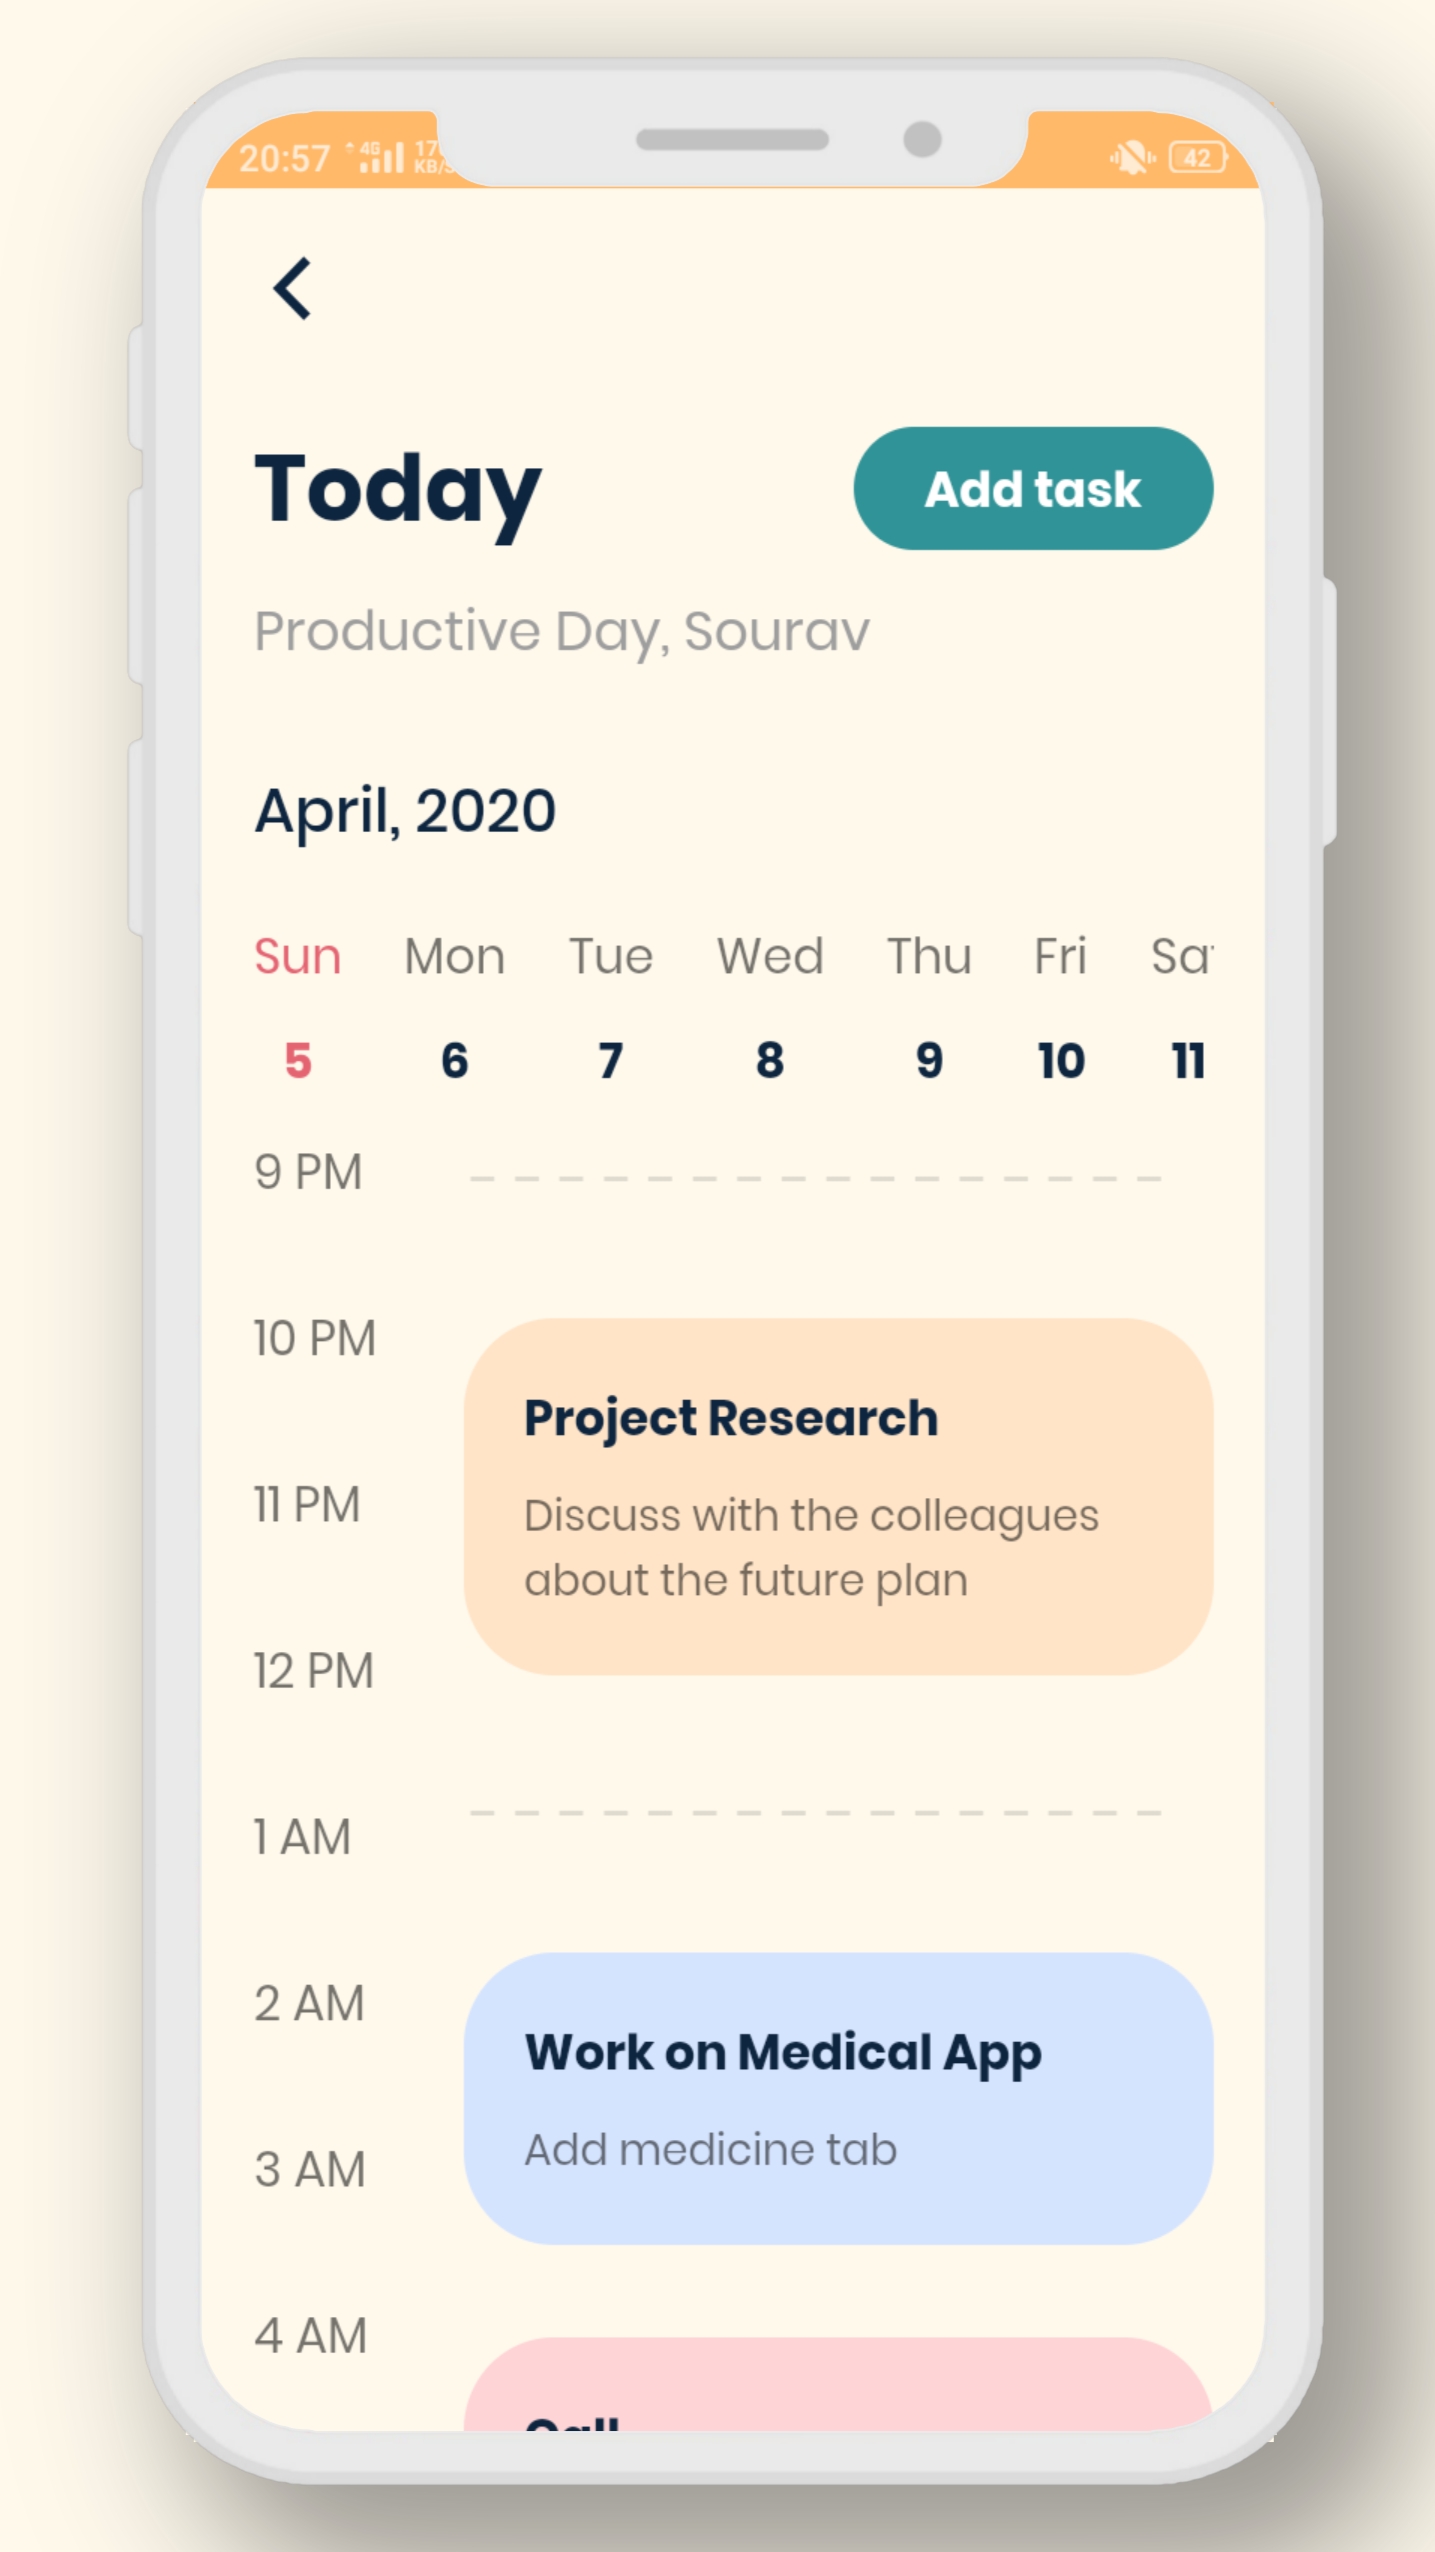 20:57 4G 42
Today
Add task
Productive Day, Sourav
April, 2020
Sun Mon Tue Wed Thu Fri
5 6 7 8 9 10 11
9 PM
10 PM
Project Research
11 PM
Discuss with the colleagues
about the future plan
12 PM
1 AM
2 AM
Work on Medical App
3 AM
Add medicine tab
4 AM